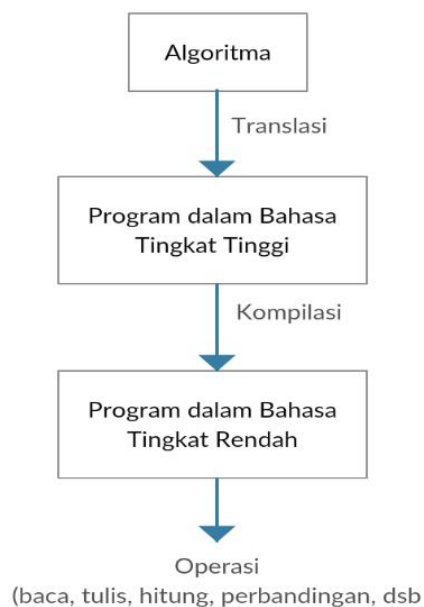 Algoritma
Translasi
Program dalam Bahasa
Tingkat Tinggi
Kompilasi
Program dalam Bahasa
Tingkat Rendah
Operasi
(baca, tulis, hitung, perbandingan, dsb